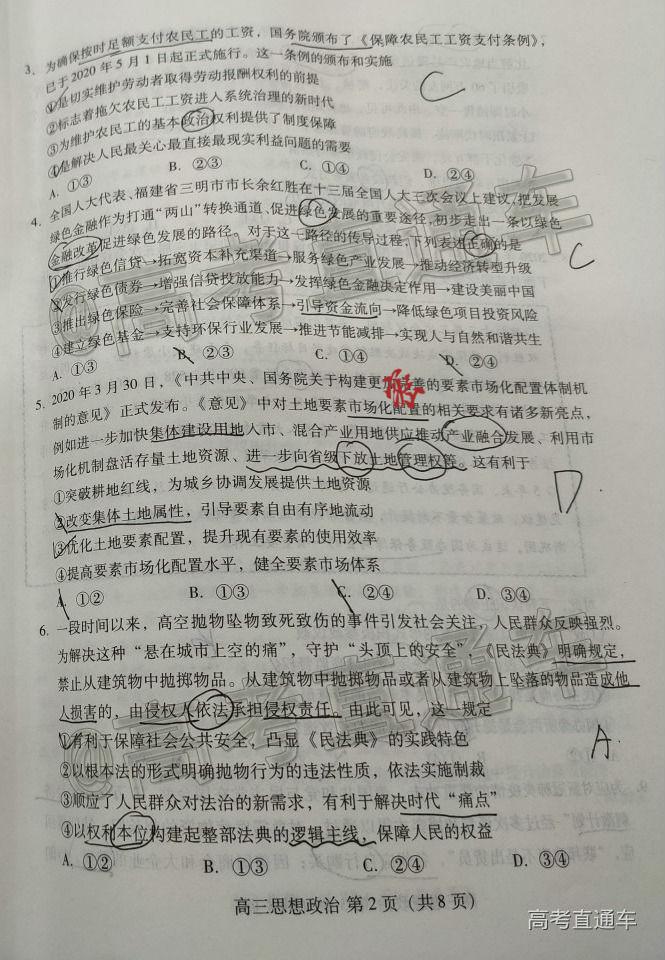 3. 为确保按时足额支付农民工的工资，国务院颁布了《保障农民工工资支付条例》，
已于2020年5月1日起正式施行。这一条例的颁布和实施
①是切实维护劳动者取得劳动报酬权利的前提
②标志着拖欠农民工工资进入系统治理的新时代
③为维护农民工的基本政治权利提供了制度保障
④是解决人民最关心最直接最现实利益问题的需要
A. ①③ B. ②③ C. ①④ D. ②④
C
4. 全国人大代表、福建省三明市市长余红胜在十三届全国人大三次会议上建议，把发展
绿色金融作为打通“两山”转换通道、促进绿色发展的重要途径，初步走出一条以绿色
金融改革促进绿色发展的路径。对于这一路径的传导过程，下列表述正确的是
①推行绿色信贷→拓宽资本补充渠道→服务绿色产业发展→推动经济转型升级
②发行绿色债券→增强信贷投放能力→发挥绿色金融决定作用→建设美丽中国
③推出绿色保险→完善社会保障体系→引导资金流向→降低绿色项目投资风险
④建立绿色基金→支持环保行业发展→推进节能减排→实现人与自然和谐共生
A. ①③ B. ②③ C. ①④ D. ②④
C
5. 2020年3月30日，《中共中央、国务院关于构建更加完善的要素市场化配置体制机
制的意见》正式发布。《意见》中对土地要素市场化配置的相关要求有诸多新亮点，
例如进一步加快集体建设用地入市、混合产业用地供应推动产业融合发展、利用市
场化机制盘活存量土地资源、进一步向省级下放土地管理权等。这有利于
①突破耕地红线，为城乡协调发展提供土地资源
②改变集体土地属性，引导要素自由有序地流动
③优化土地要素配置，提升现有要素的使用效率
④提高要素市场化配置水平，健全要素市场体系
A. ①② B. ①③ C. ②④ D. ③④
D
6. 一段时间以来，高空抛物坠物致死致伤的事件引发社会关注，人民群众反映强烈。
为解决这种“悬在城市上空的痛”，守护“头顶上的安全”，《民法典》明确规定，
禁止从建筑物中抛掷物品。从建筑物中抛掷物品或者从建筑物上坠落的物品造成他
人损害的，由侵权人依法承担侵权责任。由此可见，这一规定
①有利于保障社会公共安全，凸显《民法典》的实践特色
②以根本法的形式明确抛物行为的违法性质，依法实施制裁
③顺应了人民群众对法治的新需求，有利于解决时代“痛点”
④以权利本位构建起整部法典的逻辑主线，保障人民的权益
A. ①② B. ①③ C. ②④ D. ③④
A.
高三思想政治 第2页（共8页）
高考直通车
@高考直通车
@高考直通车